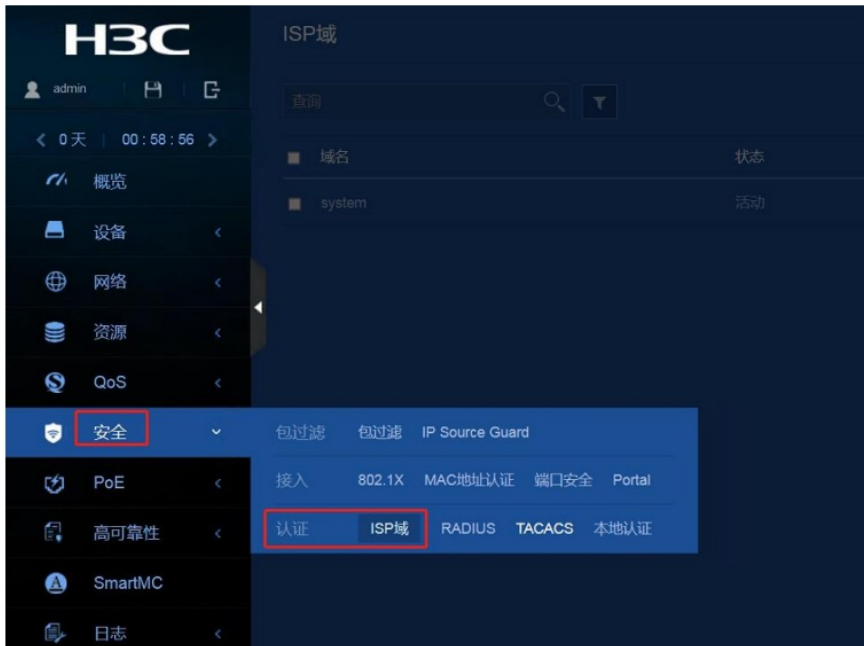 H3C
admin
0天 00:58:56
概览
设备
网络
资源
QoS
安全
PoE
高可靠性
SmartMC
日志
ISP域
查询
域名 状态
system 活动
包过滤 包过滤 IP Source Guard
接入 802.1X MAC地址认证 端口安全 Portal
认证 ISP域 RADIUS TACACS 本地认证